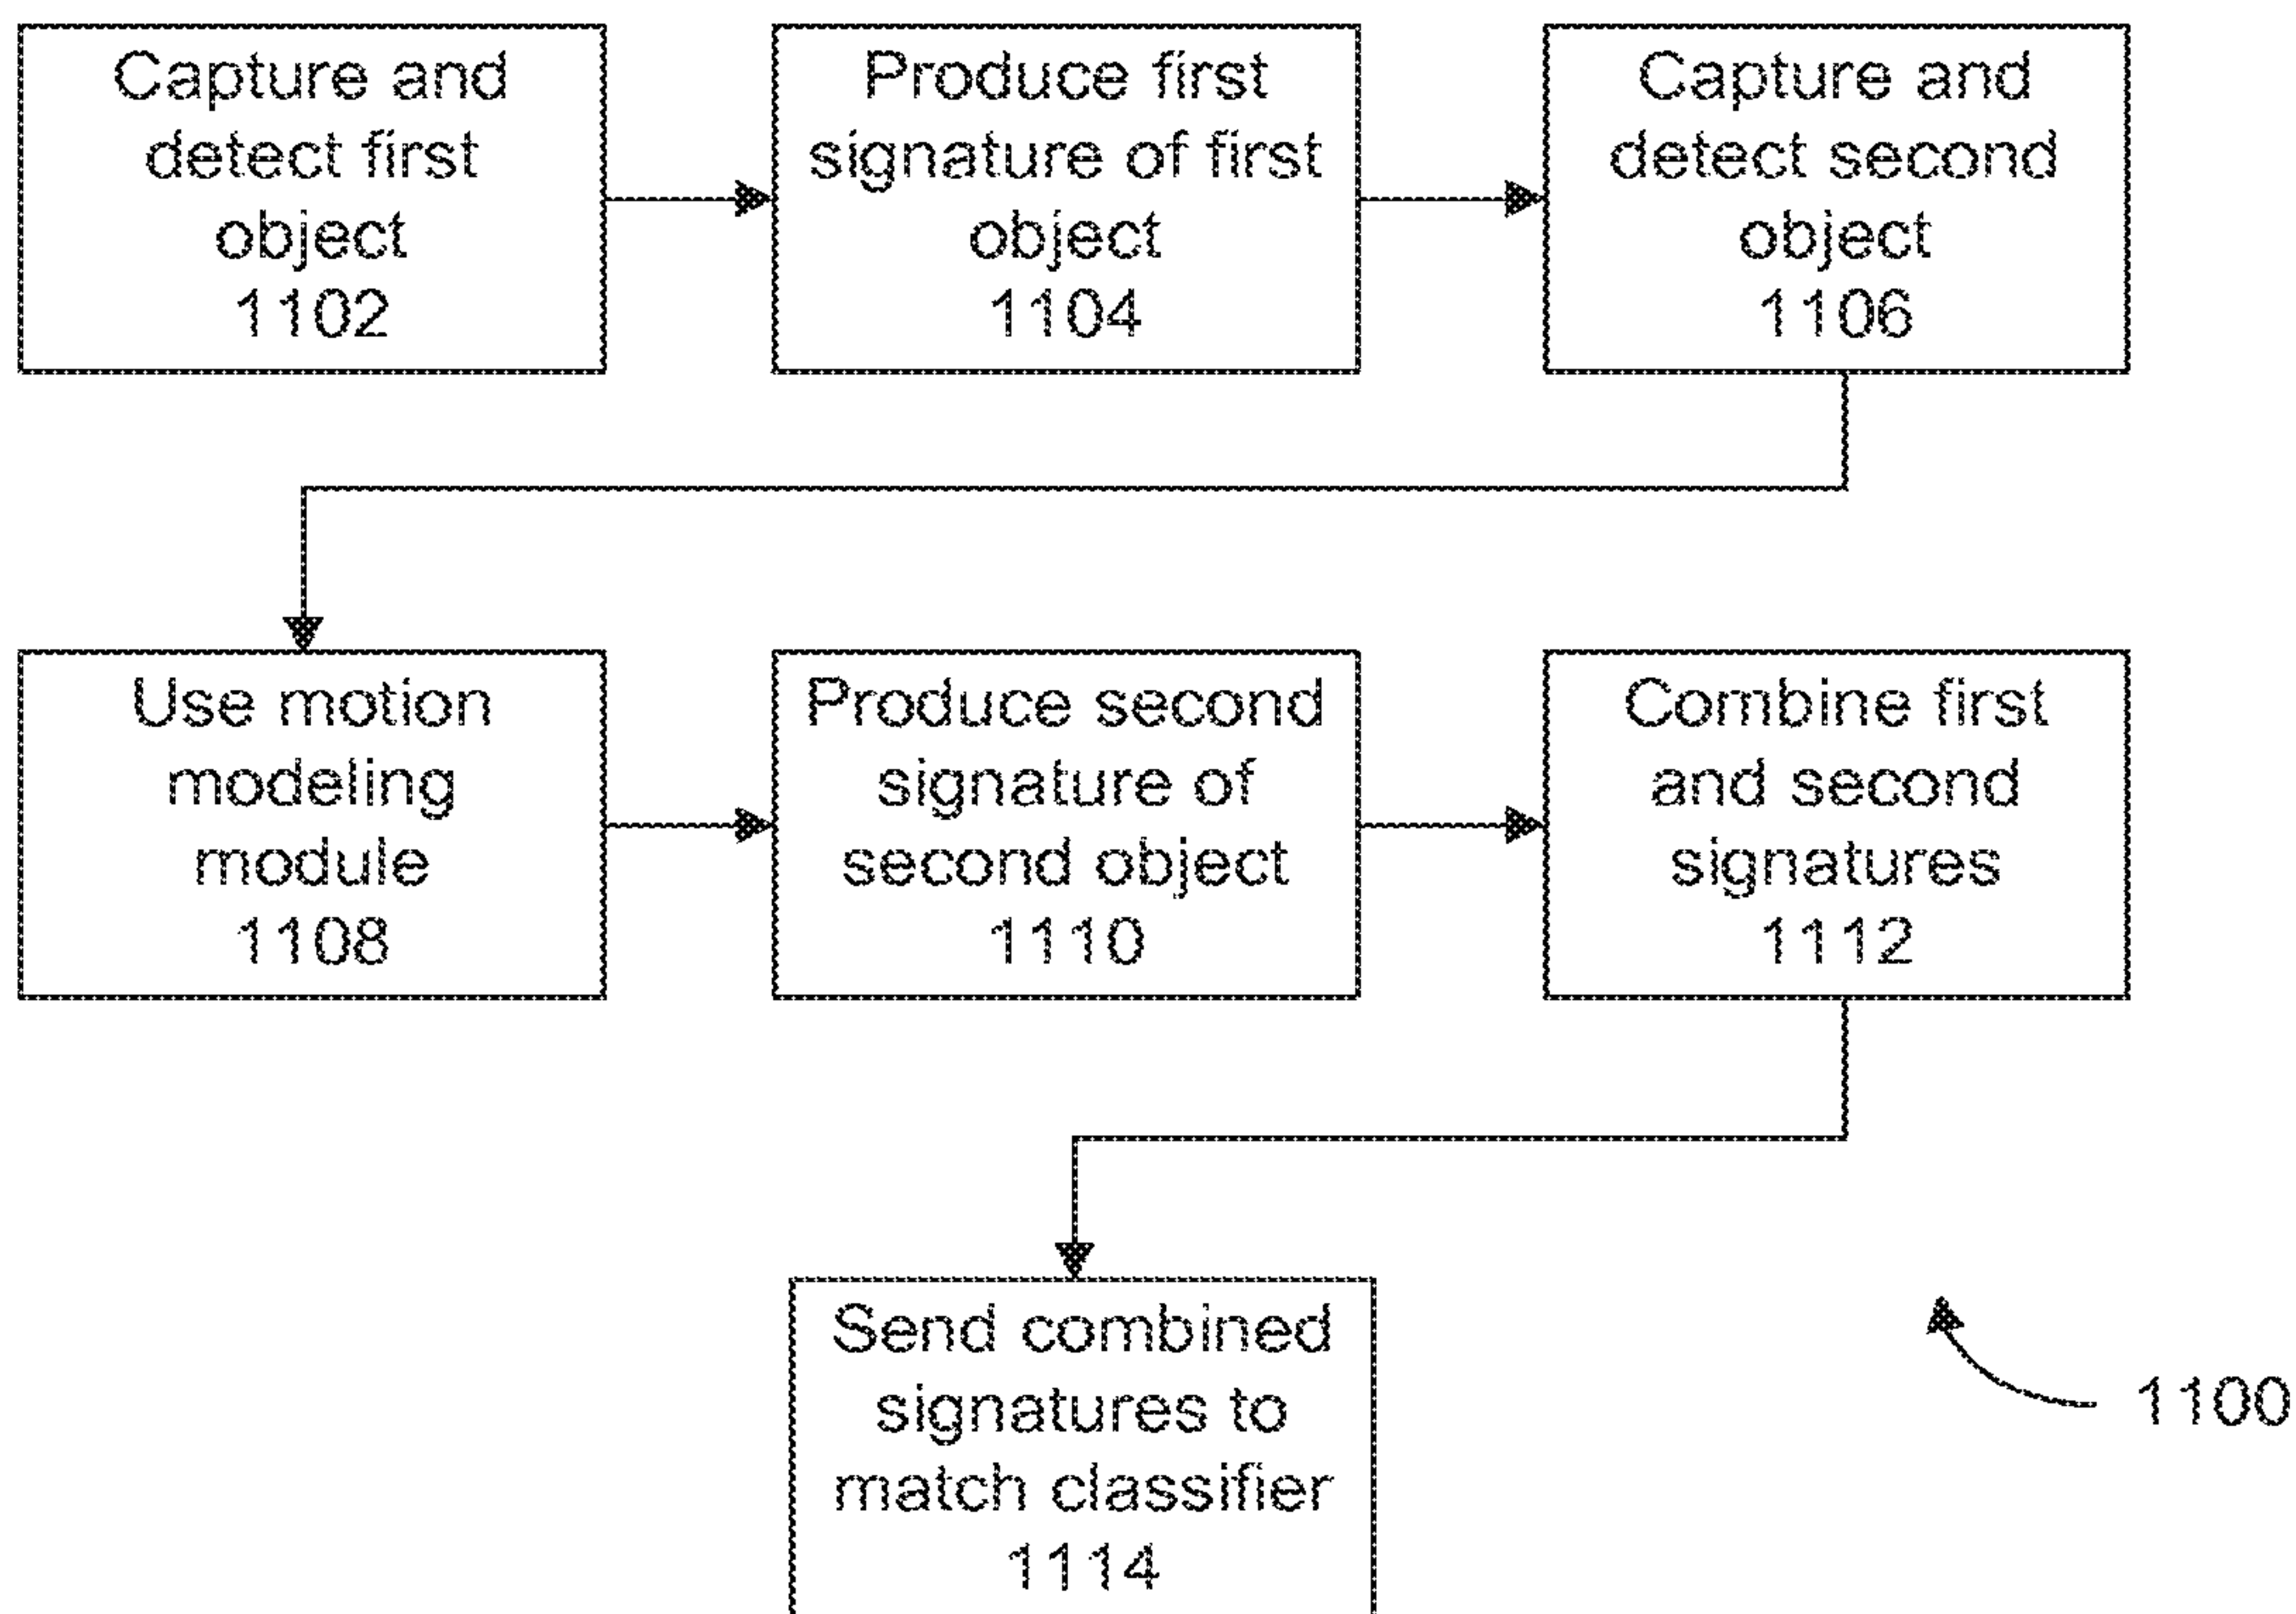 Capture and
detect first
object
1102
Produce first
signature of first
object
1104
Capture and
detect second
object
1106
Use motion
modeling
module
1108
Produce second
signature of
second object
1110
Combine first
and second
signatures
1112
Send combined
signatures to
match classifier
1114
1100